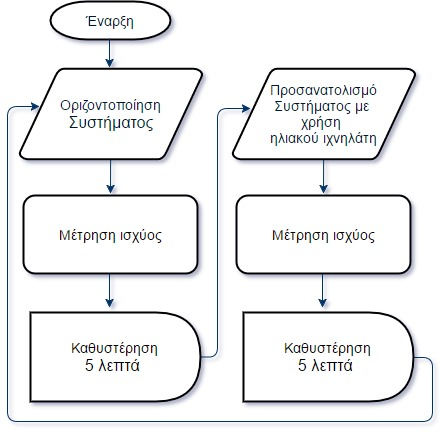 Έναρξη
Οριζοντοποίηση
Συστήματος
Μέτρηση ισχύος
Καθυστέρηση
5 λεπτά
Προσανατολισμό
Συστήματος με
χρήση
ηλιακού ιχνηλάτη
Μέτρηση ισχύος
Καθυστέρηση
5 λεπτά